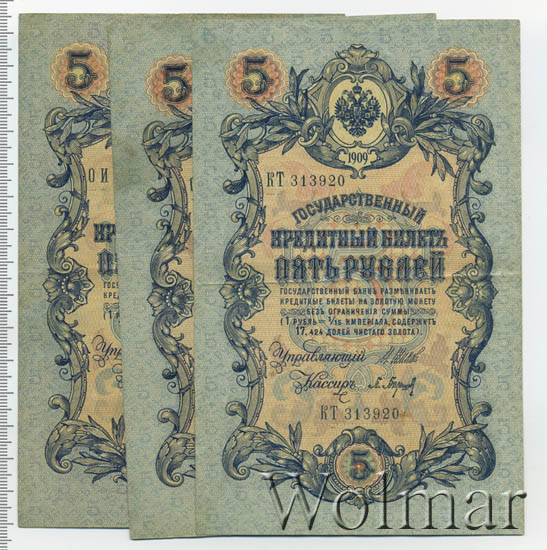 5
5
5
5
1909
О И
КТ 313920
ГОСУДАРСТВЕННЫЙ
КРЕДИТНЫЙ БИЛЕТЪ
ПЯТЬ РУБЛЕЙ
ГОСУДАРСТВЕННЫЙ БАНКЪ РАЗМѢНИВАЕТЪ
КРЕДИТНЫЕ БИЛЕТЫ НА ЗОЛОТУЮ МОНЕТУ
БЕЗЪ ОГРАНИЧЕНІЯ СУММЫ
(1 РУБЛЬ = 1/15 ИМПЕРІАЛА, СОДЕРЖИТЪ
17,424 ДОЛЕЙ ЧИСТАГО ЗОЛОТА).
Управляющій
Кассиръ
КТ 313920
5
Wolmar